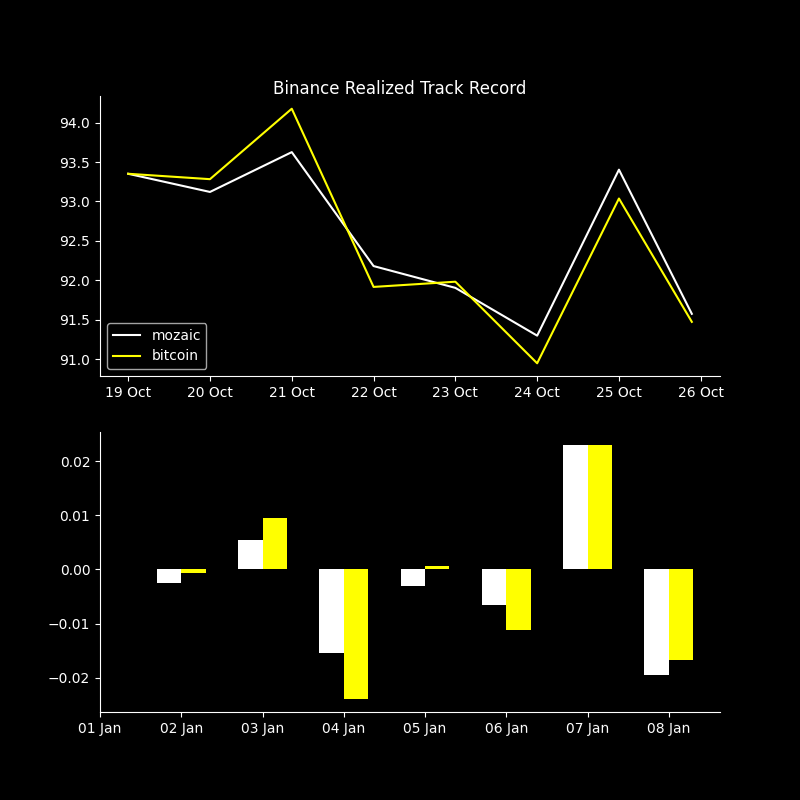 Binance Realized Track Record
94.0
93.5
93.0
92.5
92.0
91.5
91.0
mozaic
bitcoin
19 Oct 20 Oct 21 Oct 22 Oct 23 Oct 24 Oct 25 Oct 26 Oct
0.02
0.01
0.00
−0.01
−0.02
01 Jan 02 Jan 03 Jan 04 Jan 05 Jan 06 Jan 07 Jan 08 Jan